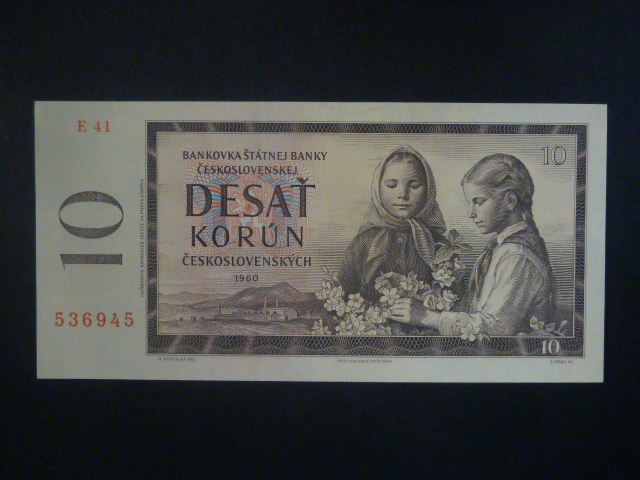 E 41
10
536945
BANKOVKA ŠTÁTNEJ BANKY
ČESKOSLOVENSKEJ
DESAŤ
KORÚN
ČESKOSLOVENSKÝCH
1960
10
10